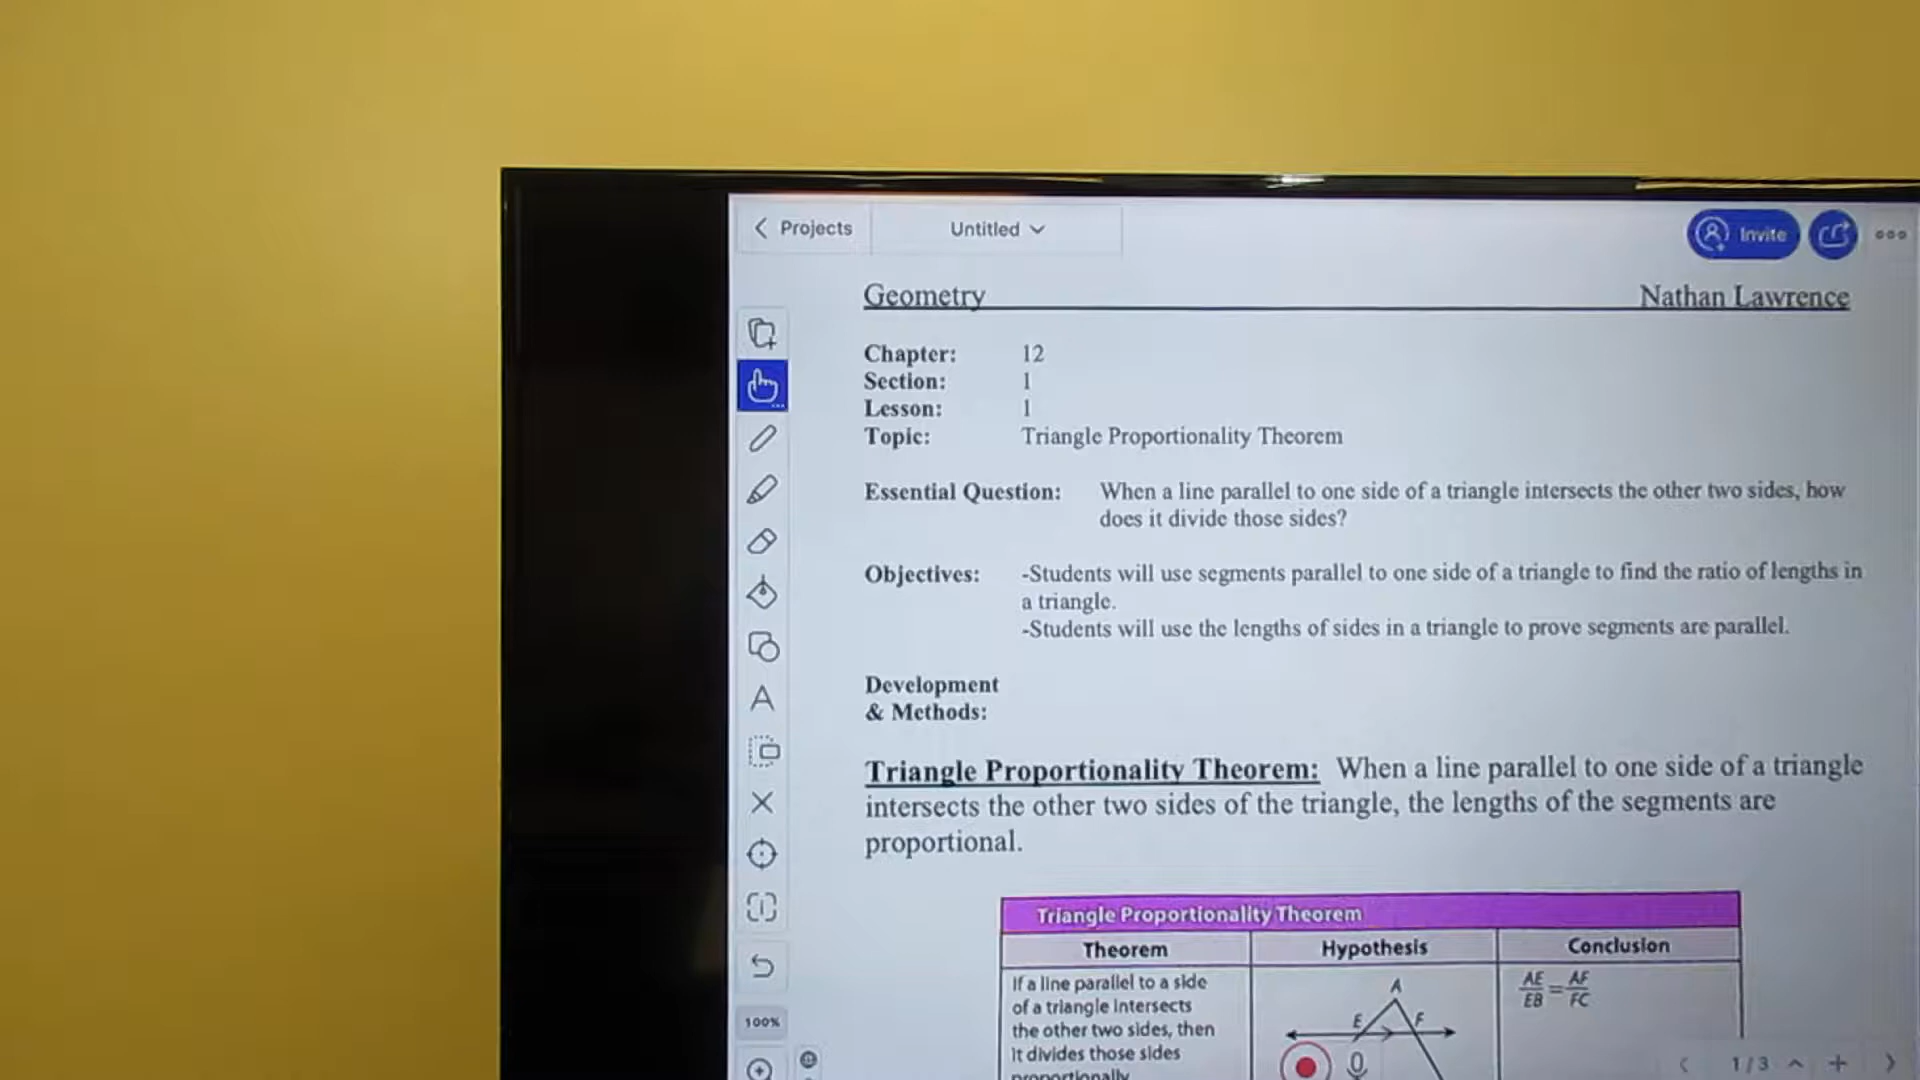 Projects
Untitled
Invite
Geometry Nathan Lawrence
Chapter: 12
Section: 1
Lesson: 1
Topic: Triangle Proportionality Theorem
Essential Question: When a line parallel to one side of a triangle intersects the other two sides, how
does it divide those sides?
Objectives: -Students will use segments parallel to one side of a triangle to find the ratio of lengths in
a triangle.
-Students will use the lengths of sides in a triangle to prove segments are parallel.
Development
& Methods:
Triangle Proportionality Theorem: When a line parallel to one side of a triangle
intersects the other two sides of the triangle, the lengths of the segments are
proportional.
Triangle Proportionality Theorem
Theorem Hypothesis Conclusion
If a line parallel to a side
of a triangle intersects
the other two sides, then
it divides those sides
proportionally
A
E F
AE/EB = AF/FC
100%
1/3